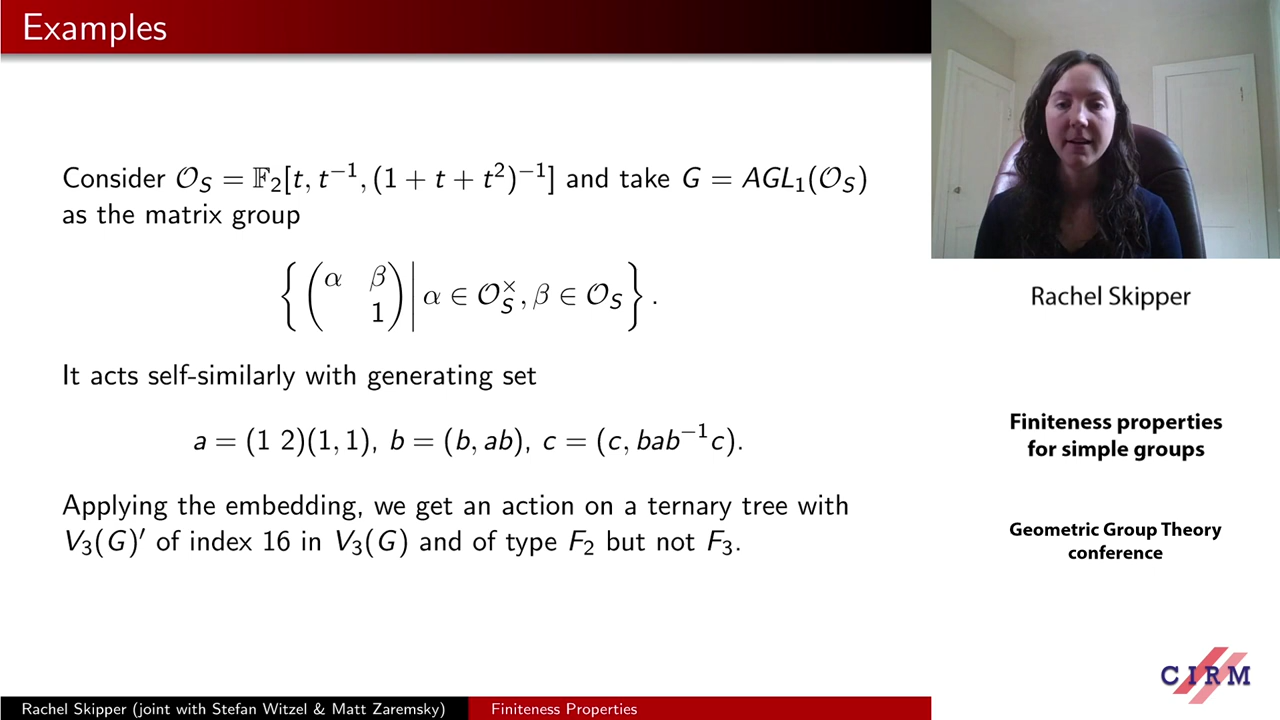 Examples
Consider 𝒪_S = 𝔽₂[t, t⁻¹, (1 + t + t²)⁻¹] and take G = AGL₁(𝒪_S)
as the matrix group
{ ( α β
1 ) | α ∈ 𝒪_S^×, β ∈ 𝒪_S } .
It acts self-similarly with generating set
a = (1 2)(1, 1), b = (b, ab), c = (c, bab⁻¹c).
Applying the embedding, we get an action on a ternary tree with
V₃(G)′ of index 16 in V₃(G) and of type F₂ but not F₃.
Rachel Skipper (joint with Stefan Witzel & Matt Zaremsky)
Finiteness Properties
Rachel Skipper
Finiteness properties
for simple groups
Geometric Group Theory
conference
CIRM